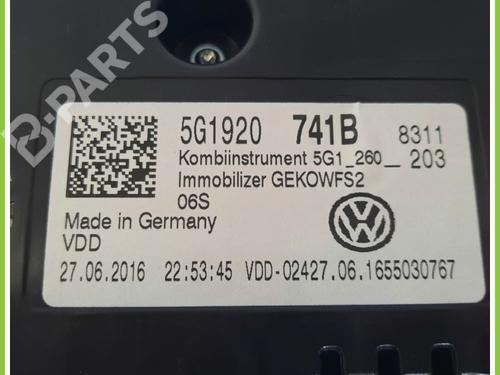 B-PARTS
5G1920 741B 8311
Kombiinstrument 5G1_260__ 203
Immobilizer GEKOWFS2
06S
Made in Germany
VDD
27.06.2016 22:53:45 VDD-02427.06.1655030767